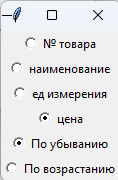 № товара
наименование
ед измерения
цена
По убыванию
По возрастанию